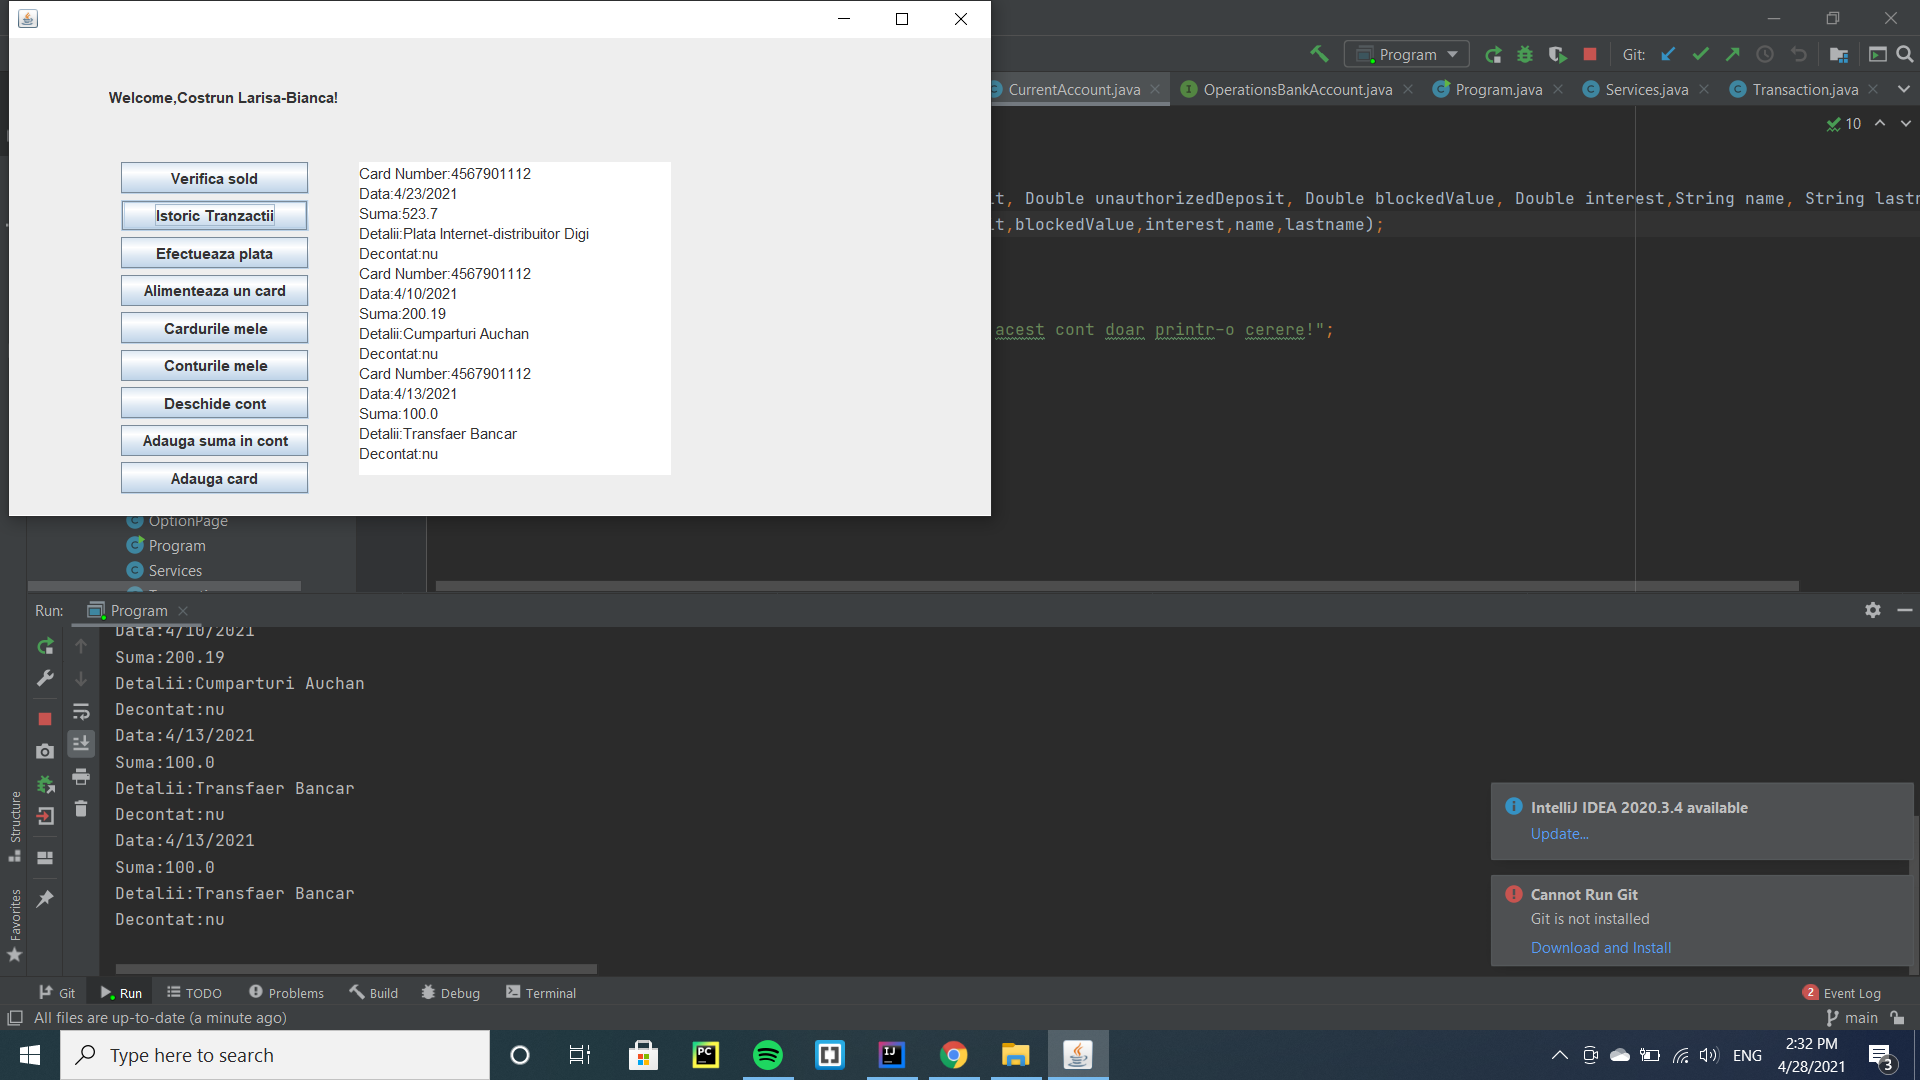 Welcome,Costrun Larisa-Bianca!
Verifica sold
Istoric Tranzactii
Efectueaza plata
Alimenteaza un card
Cardurile mele
Conturile mele
Deschide cont
Adauga suma in cont
Adauga card
Card Number:4567901112
Data:4/23/2021
Suma:523.7
Detalii:Plata Internet-distribuitor Digi
Decontat:nu
Card Number:4567901112
Data:4/10/2021
Suma:200.19
Detalii:Cumparturi Auchan
Decontat:nu
Card Number:4567901112
Data:4/13/2021
Suma:100.0
Detalii:Transfaer Bancar
Decontat:nu
Program
Git:
CurrentAccount.java
OperationsBankAccount.java
Program.java
Services.java
Transaction.java
10
t, Double unauthorizedDeposit, Double blockedValue, Double interest,String name, String lastn
t,blockedValue,interest,name,lastname);
acest cont doar printr-o cerere!";
OptionPage
Program
Services
Run:
Program
Data:4/10/2021
Suma:200.19
Detalii:Cumparturi Auchan
Decontat:nu
Data:4/13/2021
Suma:100.0
Detalii:Transfaer Bancar
Decontat:nu
Data:4/13/2021
Suma:100.0
Detalii:Transfaer Bancar
Decontat:nu
Structure
Favorites
IntelliJ IDEA 2020.3.4 available
Update...
Cannot Run Git
Git is not installed
Download and Install
Git
Run
TODO
Problems
Build
Debug
Terminal
2 Event Log
All files are up-to-date (a minute ago)
main
Type here to search
PC
IJ
ENG
2:32 PM
4/28/2021
3